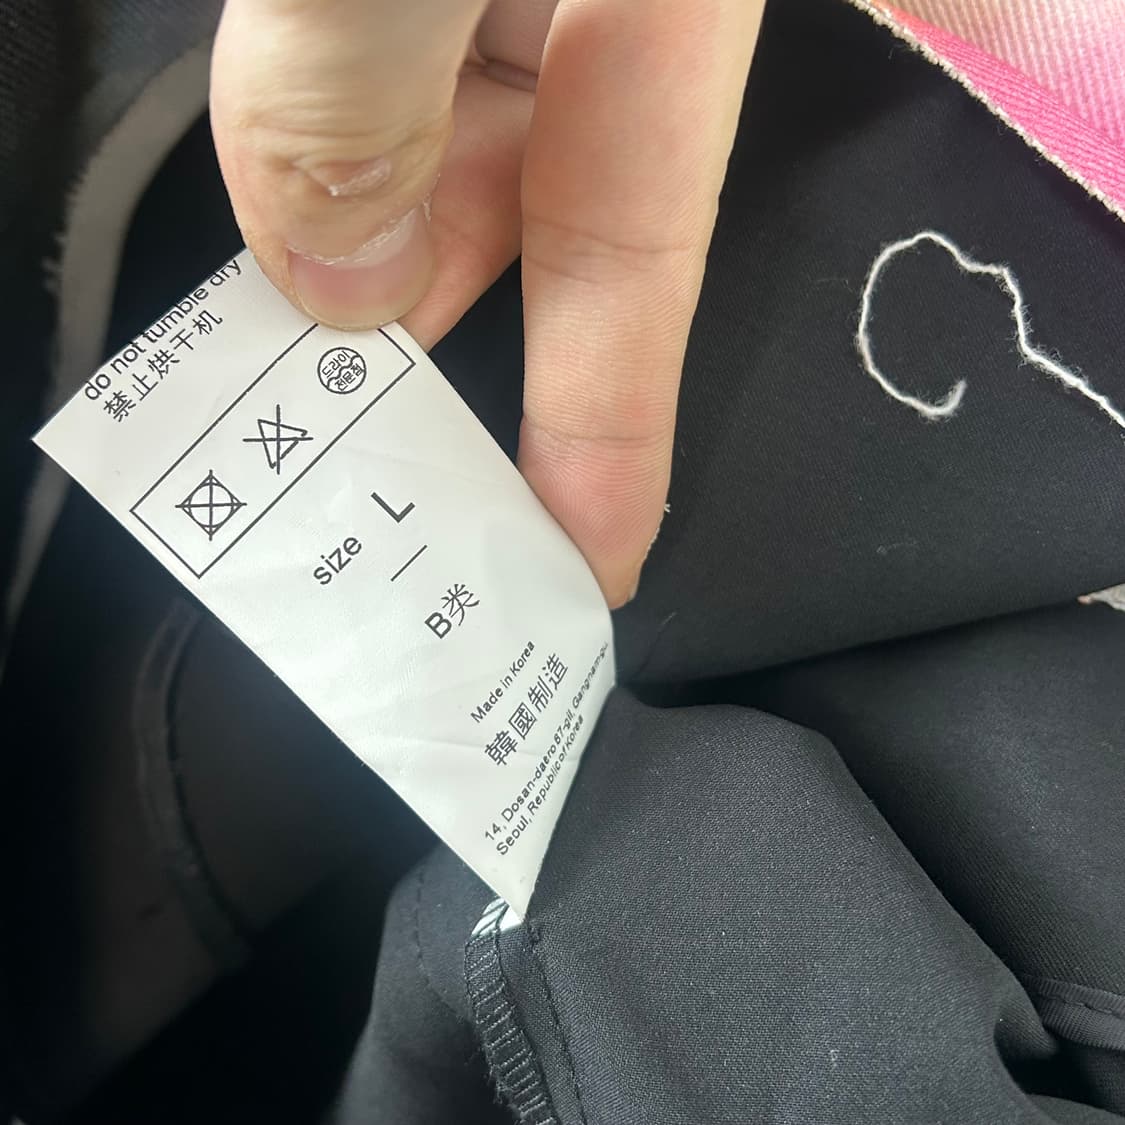 do not tumble dry
禁止烘干机
드라이
전문점
size L
B类
Made in Korea
韓國制造
14, Dosan-daero 67-gil, Gangnam-gu,
Seoul, Republic of Korea